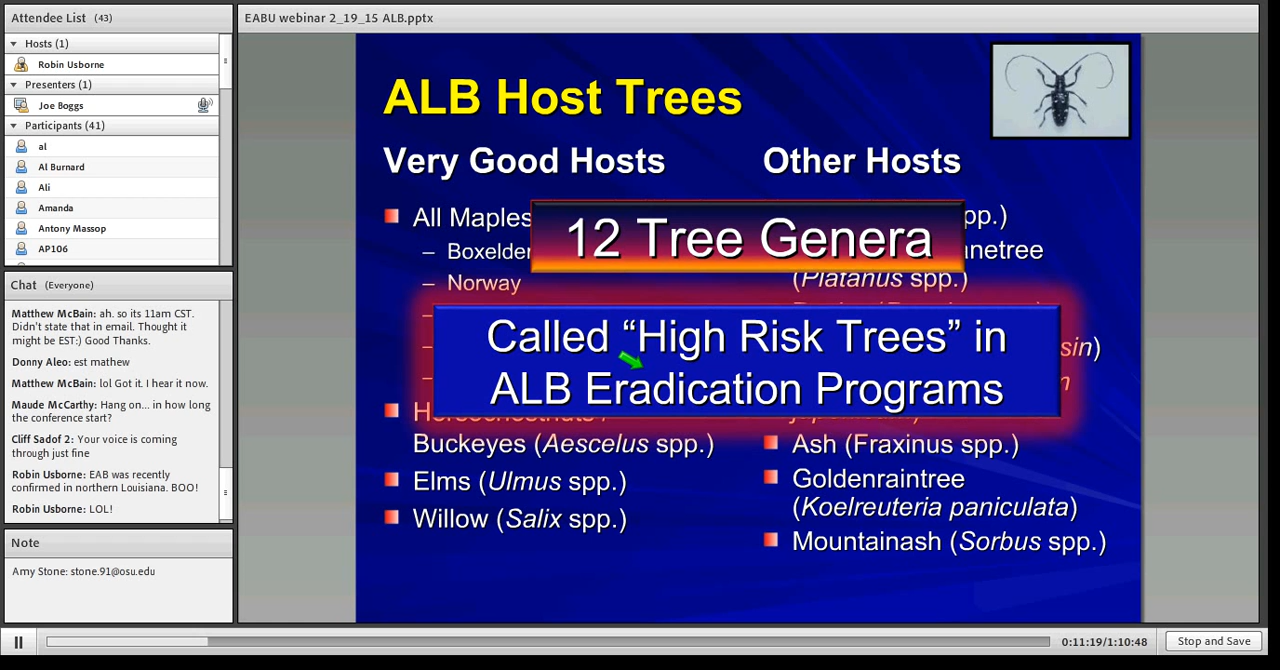 Attendee List (43)
Hosts (1)
Robin Usborne
Presenters (1)
Joe Boggs
Participants (41)
al
Al Burnard
Ali
Amanda
Antony Massop
AP106
Chat (Everyone)
Matthew McBain: ah. so its 11am CST.
Didn't state that in email. Thought it
might be EST:) Good Thanks.
Donny Aleo: est mathew
Matthew McBain: lol Got it. I hear it now.
Maude McCarthy: Hang on... in how long
the conference start?
Cliff Sadof 2: Your voice is coming
through just fine
Robin Usborne: EAB was recently
confirmed in northern Louisiana. BOO!
Robin Usborne: LOL!
Note
Amy Stone: stone.91@osu.edu
EABU webinar 2_19_15 ALB.pptx
ALB Host Trees
Very Good Hosts
All Maples
Boxelder
Norway
Buckeyes (Aescelus spp.)
Elms (Ulmus spp.)
Willow (Salix spp.)
Other Hosts
pp.)
netree
(Platanus spp.)
sin)
Ash (Fraxinus spp.)
Goldenraintree
(Koelreuteria paniculata)
Mountainash (Sorbus spp.)
12 Tree Genera
Called “High Risk Trees” in
ALB Eradication Programs
0:11:19/1:10:48
Stop and Save